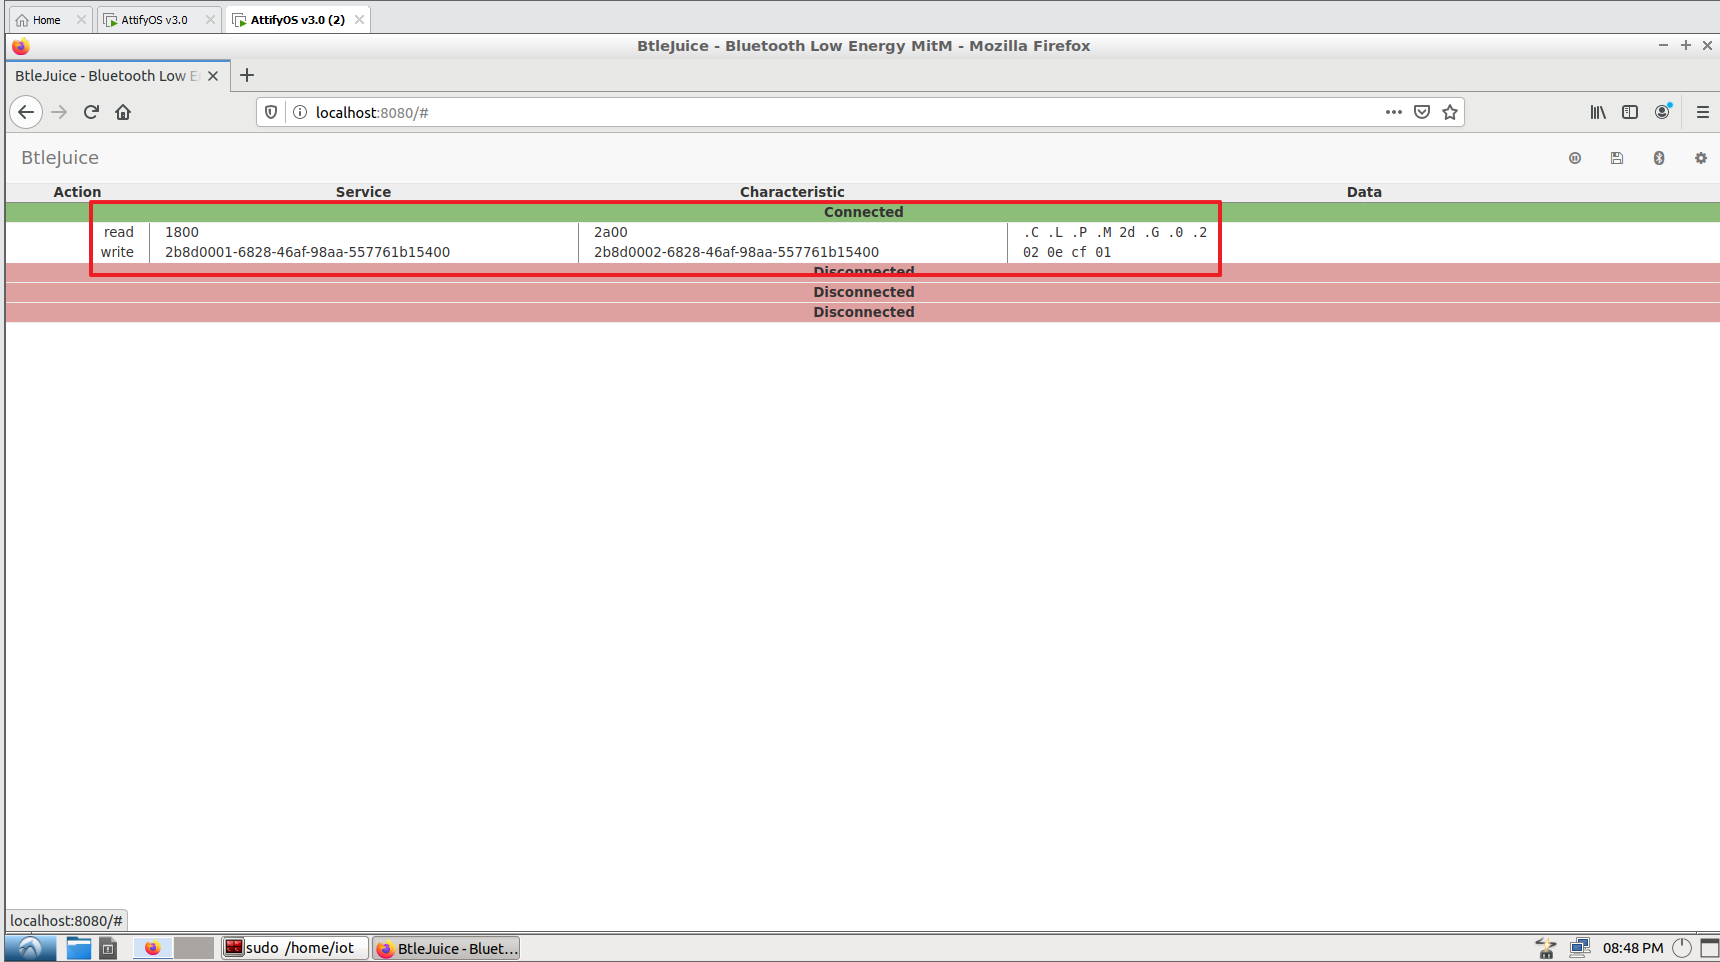 Home AttifyOS v3.0 AttifyOS v3.0 (2)
BtleJuice - Bluetooth Low Energy MitM - Mozilla Firefox
BtleJuice - Bluetooth Low E
localhost:8080/#
BtleJuice
Action Service Characteristic Data
Connected
read 1800 2a00 .C .L .P .M 2d .G .0 .2
write 2b8d0001-6828-46af-98aa-557761b15400 2b8d0002-6828-46af-98aa-557761b15400 02 0e cf 01
Disconnected
Disconnected
Disconnected
localhost:8080/#
sudo /home/iot BtleJuice - Bluet... 08:48 PM